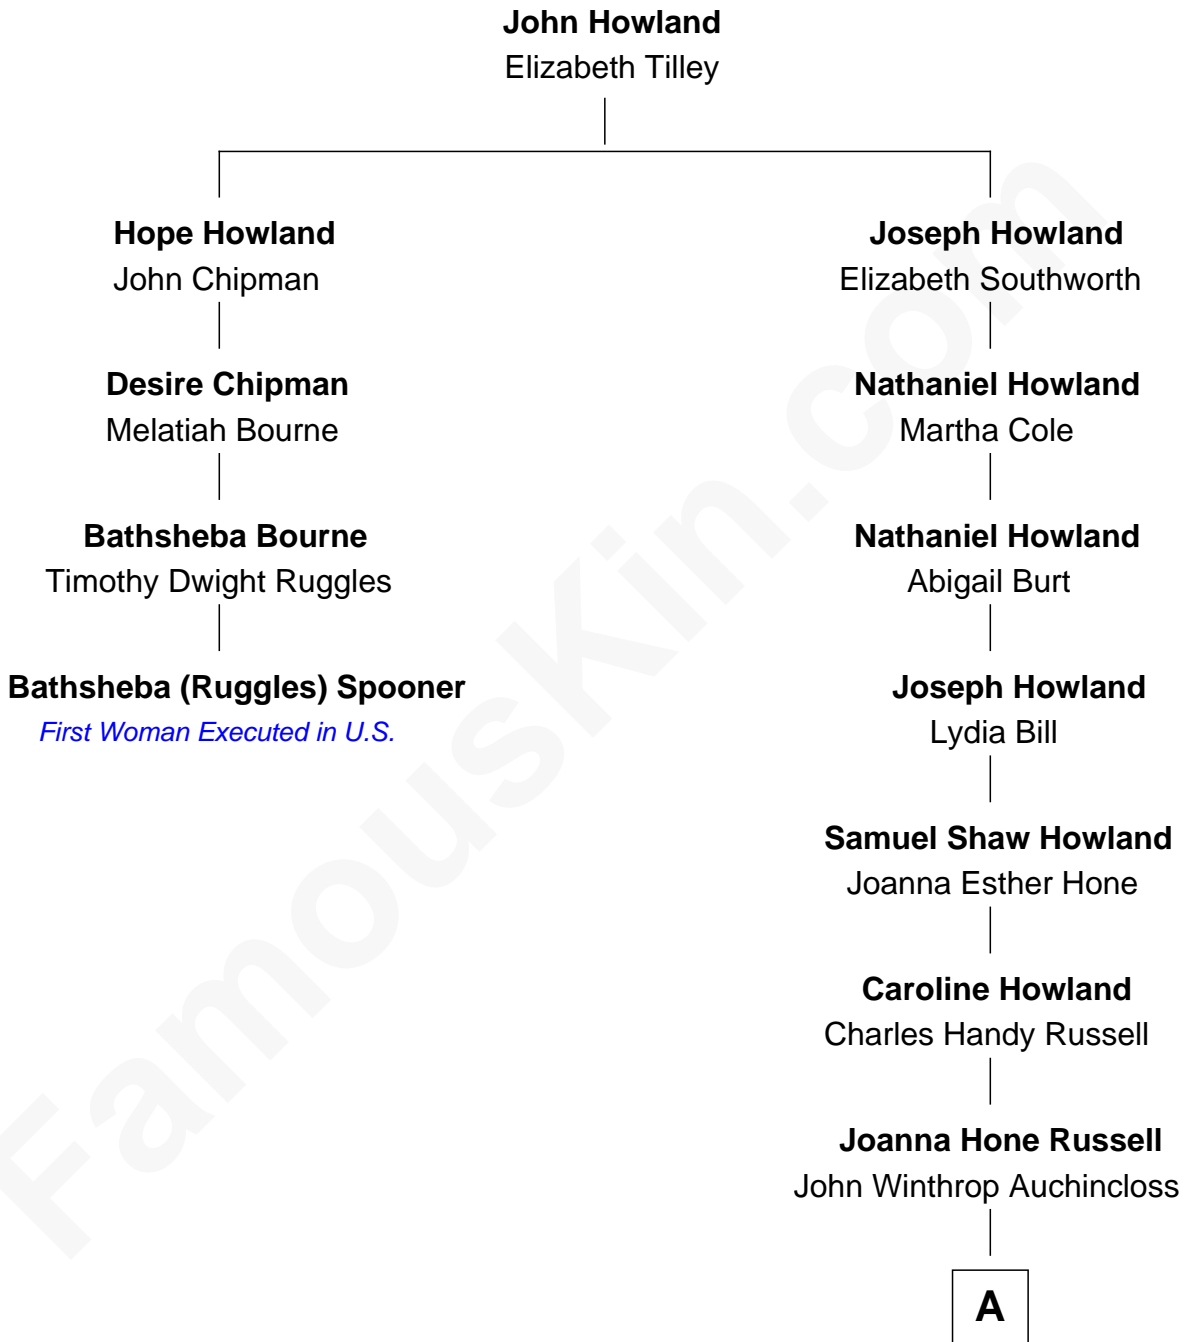 John Howland
Elizabeth Tilley
Hope Howland
John Chipman
Joseph Howland
Elizabeth Southworth
Desire Chipman
Melatiah Bourne
Nathaniel Howland
Martha Cole
Bathsheba Bourne
Timothy Dwight Ruggles
Nathaniel Howland
Abigail Burt
Bathsheba (Ruggles) Spooner
First Woman Executed in U.S.
Joseph Howland
Lydia Bill
Samuel Shaw Howland
Joanna Esther Hone
Caroline Howland
Charles Handy Russell
Joanna Hone Russell
John Winthrop Auchincloss
A
FamousKin.com